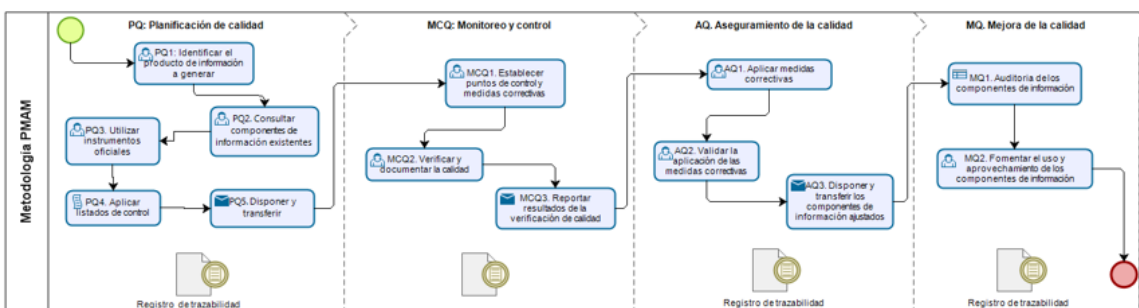 Metodologia PMAM
PQ: Planificación de calidad
PQ1: Identificar el
producto de información
a generar
PQ2. Consultar
componentes de
información existentes
PQ3. Utilizar
instrumentos
oficiales
PQ4. Aplicar
listados de control
PQ5. Disponer y
transferir
Registro de trazabilidad
MCQ: Monitoreo y control
MCQ1. Establecer
puntos de control y
medidas correctivas
MCQ2. Verificar y
documentar la calidad
MCQ3. Reportar
resultados de la
verificación de calidad
AQ. Aseguramiento de la calidad
AQ1. Aplicar medidas
correctivas
AQ2. Validar la
aplicación de las
medidas correctivas
AQ3. Disponer y
transferir los
componentes de
información ajustados
Registro de trazabilidad
MQ. Mejora de la calidad
MQ1. Auditoria de los
componentes de información
MQ2. Fomentar el uso y
aprovechamiento de los
componentes de información
Registro de trazabilidad